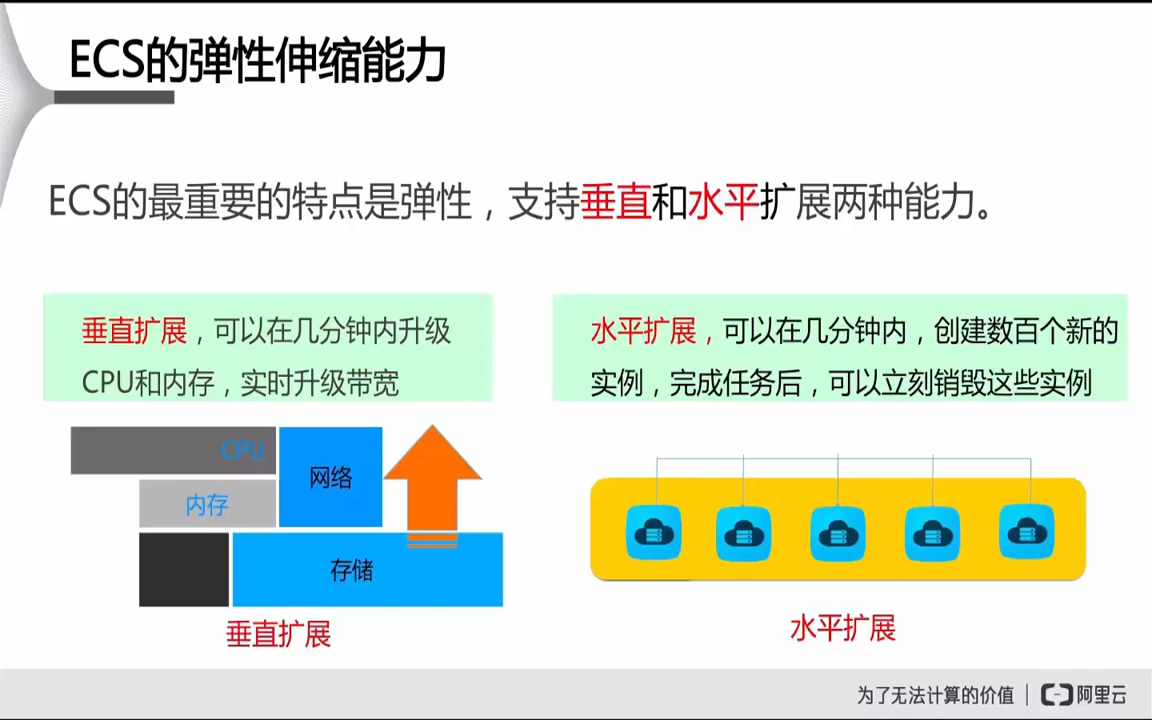 ECS的弹性伸缩能力
ECS的最重要的特点是弹性，支持垂直和水平扩展两种能力。
垂直扩展，可以在几分钟内升级
CPU和内存，实时升级带宽
水平扩展，可以在几分钟内，创建数百个新的
实例，完成任务后，可以立刻销毁这些实例
CPU
网络
内存
存储
垂直扩展
水平扩展
为了无法计算的价值 | 阿里云